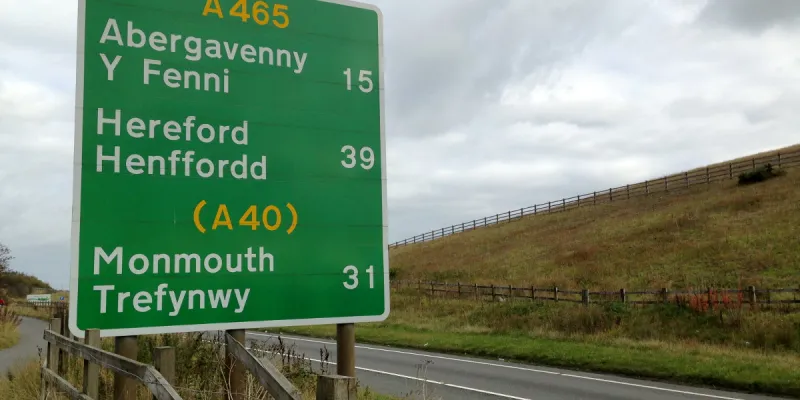 A465
Abergavenny
Y Fenni 15
Hereford
Henffordd 39
(A40)
Monmouth
Trefynwy 31